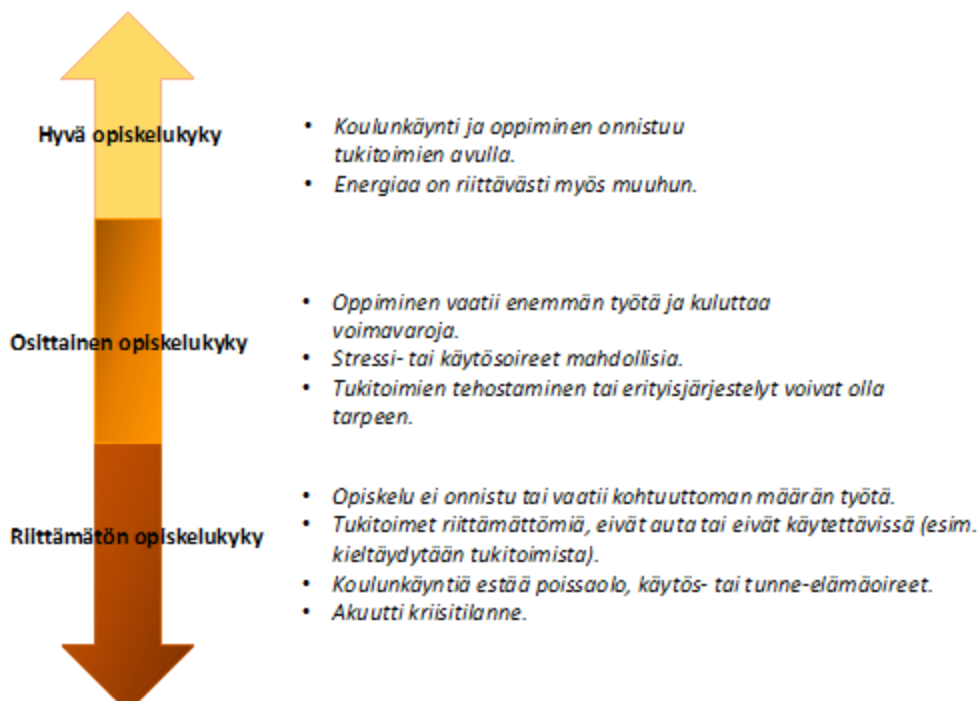 Hyvä opiskelukyky
• Koulunkäynti ja oppiminen onnistuu
tukitoimien avulla.
• Energiaa on riittävästi myös muuhun.
Osittainen opiskelukyky
• Oppiminen vaatii enemmän työtä ja kuluttaa
voimavaroja.
• Stressi- tai käytösoireet mahdollisia.
• Tukitoimien tehostaminen tai erityisjärjestelyt voivat olla
tarpeen.
Riittämätön opiskelukyky
• Opiskelu ei onnistu tai vaatii kohtuuttoman määrän työtä.
• Tukitoimet riittämättömiä, eivät auta tai eivät käytettävissä (esim.
kieltäydytään tukitoimista).
• Koulunkäyntiä estää poissaolo, käytös- tai tunne-elämäoireet.
• Akuutti kriisitilanne.